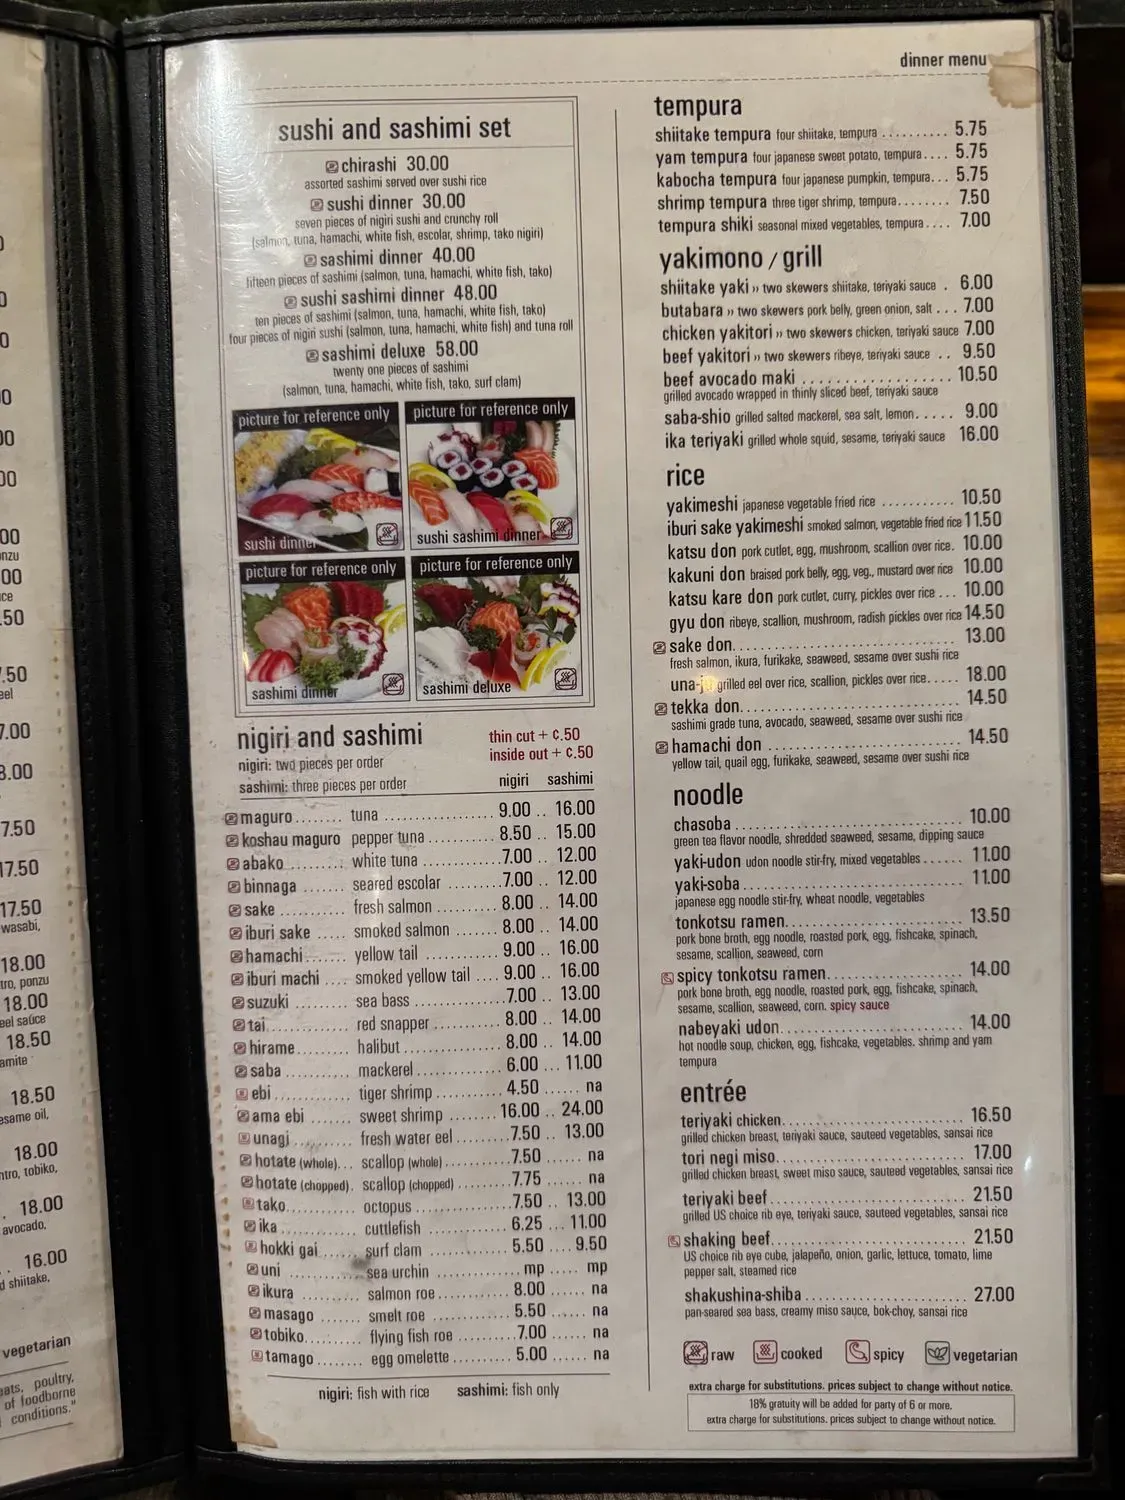 dinner menu
sushi and sashimi set
chirashi 30.00
assorted sashimi served over sushi rice
sushi dinner 30.00
seven pieces of nigiri sushi and crunchy roll
(salmon, tuna, hamachi, white fish, escolar, shrimp, tako nigiri)
sashimi dinner 40.00
fifteen pieces of sashimi (salmon, tuna, hamachi, white fish, tako)
sushi sashimi dinner 48.00
ten pieces of sashimi (salmon, tuna, hamachi, white fish, tako)
four pieces of nigiri sushi (salmon, tuna, hamachi, white fish) and tuna roll
sashimi deluxe 58.00
twenty one pieces of sashimi
(salmon, tuna, hamachi, white fish, tako, surf clam)
picture for reference only
picture for reference only
sushi dinner
sushi sashimi dinner
picture for reference only
picture for reference only
sashimi dinner
sashimi deluxe
nigiri and sashimi
thin cut + ¢.50
inside out + ¢.50
nigiri: two pieces per order
sashimi: three pieces per order
nigiri sashimi
maguro........ tuna ...................... 9.00 .. 16.00
koshau maguro pepper tuna ............. 8.50 .. 15.00
abako.......... white tuna ...............7.00 .. 12.00
binnaga ....... seared escolar .........7.00 .. 12.00
sake ........... fresh salmon .......... 8.00 .. 14.00
iburi sake ..... smoked salmon ....... 8.00 .. 14.00
hamachi....... yellow tail ............. 9.00 .. 16.00
iburi machi .... smoked yellow tail .... 9.00 .. 16.00
suzuki ......... sea bass ................7.00 .. 13.00
tai.............. red snapper ........... 8.00 .. 14.00
hirame......... halibut ................. 8.00 .. 14.00
saba ........... mackerel ............... 6.00 ... 11.00
ebi ............. tiger shrimp ........... 4.50 ...... na
ama ebi ....... sweet shrimp ........ 16.00 .. 24.00
unagi .......... fresh water eel ........ 7.50 .. 13.00
hotate (whole)... scallop (whole) ......... 7.50 ...... na
hotate (chopped). scallop (chopped) ........ 7.75 ...... na
tako............ octopus ................7.50 .. 13.00
ika.............. cuttlefish .............. 6.25 ... 11.00
hokki gai ...... surf clam .............. 5.50 .... 9.50
uni ............. sea urchin ............... mp ..... mp
ikura ........... salmon roe............. 8.00 ...... na
masago ....... smelt roe .............. 5.50 ...... na
tobiko.......... flying fish roe ..........7.00 ...... na
tamago ........ egg omelette .......... 5.00 ...... na
nigiri: fish with rice sashimi: fish only
tempura
shiitake tempura four shiitake, tempura .......... 5.75
yam tempura four japanese sweet potato, tempura.... 5.75
kabocha tempura four japanese pumpkin, tempura... 5.75
shrimp tempura three tiger shrimp, tempura........ 7.50
tempura shiki seasonal mixed vegetables, tempura.... 7.00
yakimono / grill
shiitake yaki ›› two skewers shiitake, teriyaki sauce . 6.00
butabara ›› two skewers pork belly, green onion, salt ... 7.00
chicken yakitori ›› two skewers chicken, teriyaki sauce 7.00
beef yakitori ›› two skewers ribeye, teriyaki sauce .. 9.50
beef avocado maki .................. 10.50
grilled avocado wrapped in thinly sliced beef, teriyaki sauce
saba-shio grilled salted mackerel, sea salt, lemon..... 9.00
ika teriyaki grilled whole squid, sesame, teriyaki sauce 16.00
rice
yakimeshi japanese vegetable fried rice ........... 10.50
iburi sake yakimeshi smoked salmon, vegetable fried rice 11.50
katsu don pork cutlet, egg, mushroom, scallion over rice. 10.00
kakuni don braised pork belly, egg, veg., mustard over rice 10.00
katsu kare don pork cutlet, curry, pickles over rice ... 10.00
gyu don ribeye, scallion, mushroom, radish pickles over rice 14.50
sake don............................ 13.00
fresh salmon, ikura, furikake, seaweed, sesame over sushi rice
grilled eel over rice, scallion, pickles over rice..... 18.00
tekka don........................... 14.50
sashimi grade tuna, avocado, seaweed, sesame over sushi rice
hamachi don ........................ 14.50
yellow tail, quail egg, furikake, seaweed, sesame over sushi rice
noodle
chasoba ............................ 10.00
green tea flavor noodle, shredded seaweed, sesame, dipping sauce
yaki-udon udon noodle stir-fry, mixed vegetables ...... 11.00
yaki-soba ........................... 11.00
japanese egg noodle stir-fry, wheat noodle, vegetables
tonkotsu ramen..................... 13.50
pork bone broth, egg noodle, roasted pork, egg, fishcake, spinach,
sesame, scallion, seaweed, corn
spicy tonkotsu ramen................ 14.00
pork bone broth, egg noodle, roasted pork, egg, fishcake, spinach,
sesame, scallion, seaweed, corn. spicy sauce
nabeyaki udon...................... 14.00
hot noodle soup, chicken, egg, fishcake, vegetables. shrimp and yam
tempura
entrée
teriyaki chicken...................... 16.50
grilled chicken breast, teriyaki sauce, sauteed vegetables, sansai rice
tori negi miso....................... 17.00
grilled chicken breast, sweet miso sauce, sauteed vegetables, sansai rice
teriyaki beef ........................ 21.50
grilled US choice rib eye, teriyaki sauce, sauteed vegetables, sansai rice
shaking beef........................ 21.50
US choice rib eye cube, jalapeño, onion, garlic, lettuce, tomato, lime
pepper salt, steamed rice
shakushina-shiba ................... 27.00
pan-seared sea bass, creamy miso sauce, bok-choy, sansai rice
raw cooked spicy vegetarian
extra charge for substitutions. prices subject to change without notice.
18% gratuity will be added for party of 6 or more.
extra charge for substitutions. prices subject to change without notice.
.50
7.50
17.50
17.50
wasabi,
18.00
ponzu
18.00
eel sauce
18.50
18.50
sesame oil,
18.00
tobiko,
18.00
avocado,
16.00
shiitake,
vegetarian
poultry,
of foodborne
conditions."